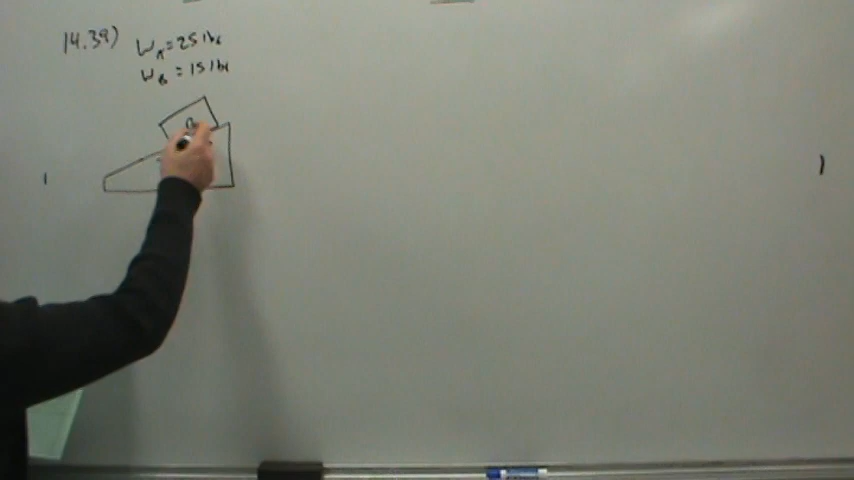 14.39)
W_A = 25 lbs
W_B = 15 lbs
B